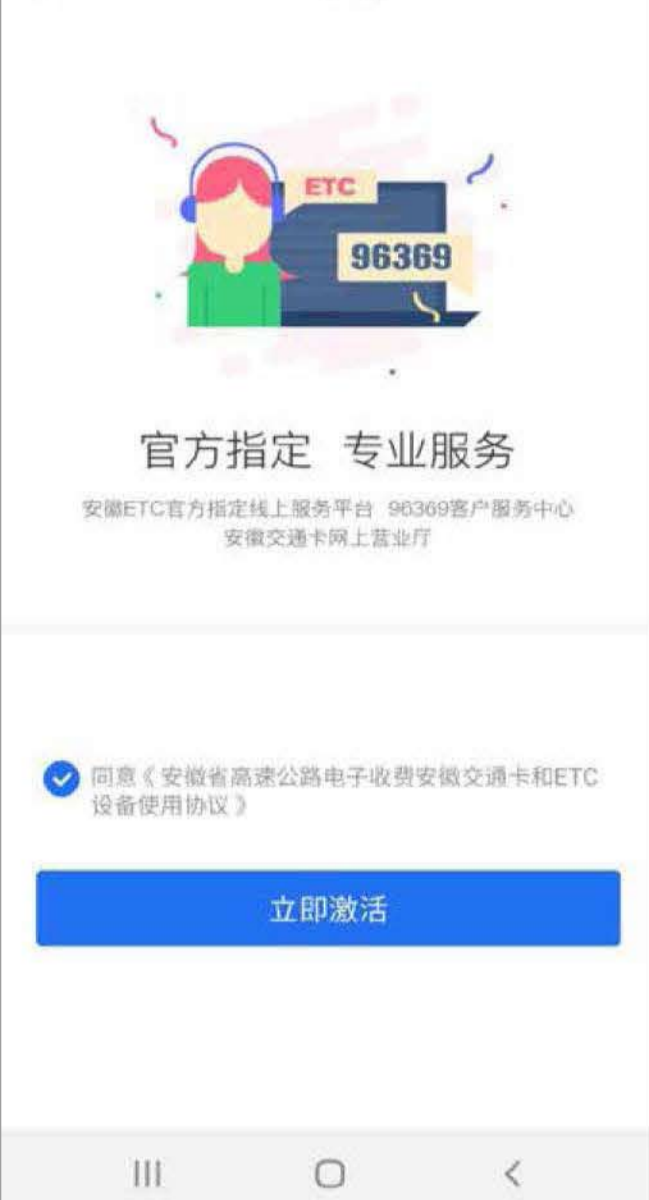 ETC
96369
官方指定 专业服务
安徽ETC官方指定线上服务平台 96369客户服务中心
安徽交通卡网上营业厅
同意《安徽省高速公路电子收费安徽交通卡和ETC
设备使用协议》
立即激活